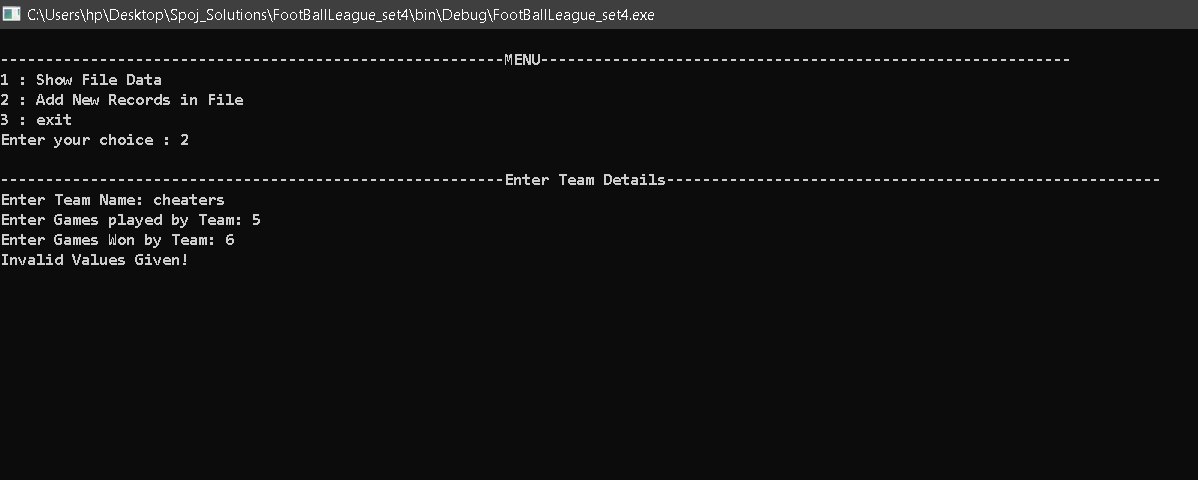 C:\Users\hp\Desktop\Spoj_Solutions\FootBallLeague_set4\bin\Debug\FootBallLeague_set4.exe
--------------------------------------------------------MENU-----------------------------------------------------------
1 : Show File Data
2 : Add New Records in File
3 : exit
Enter your choice : 2
--------------------------------------------------------Enter Team Details-------------------------------------------------------
Enter Team Name: cheaters
Enter Games played by Team: 5
Enter Games Won by Team: 6
Invalid Values Given!